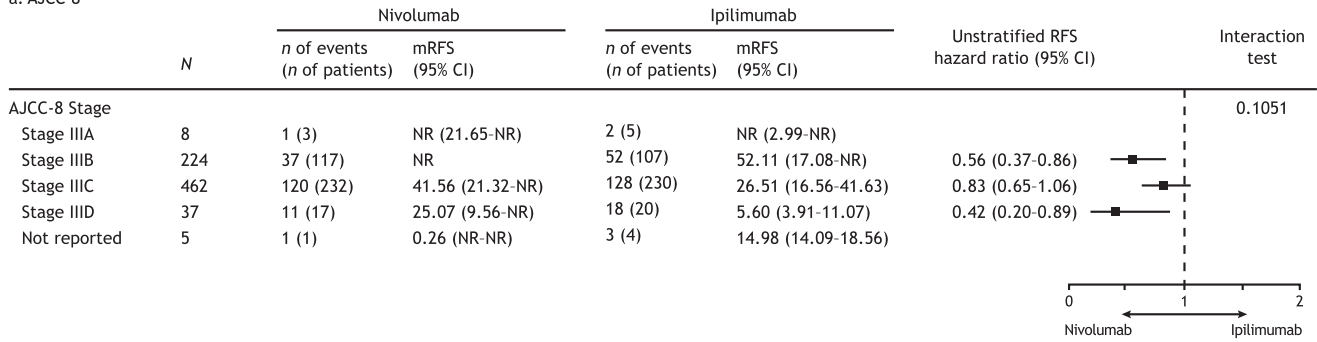 a. AJCC-8
Nivolumab Ipilimumab
N n of events (n of patients) mRFS (95% CI) n of events (n of patients) mRFS (95% CI) Unstratified RFS hazard ratio (95% CI) Interaction test
AJCC-8 Stage 0.1051
Stage IIIA 8 1 (3) NR (21.65–NR) 2 (5) NR (2.99–NR)
Stage IIIB 224 37 (117) NR 52 (107) 52.11 (17.08–NR) 0.56 (0.37–0.86)
Stage IIIC 462 120 (232) 41.56 (21.32–NR) 128 (230) 26.51 (16.56–41.63) 0.83 (0.65–1.06)
Stage IIID 37 11 (17) 25.07 (9.56–NR) 18 (20) 5.60 (3.91–11.07) 0.42 (0.20–0.89)
Not reported 5 1 (1) 0.26 (NR–NR) 3 (4) 14.98 (14.09–18.56)
0 1 2
Nivolumab Ipilimumab